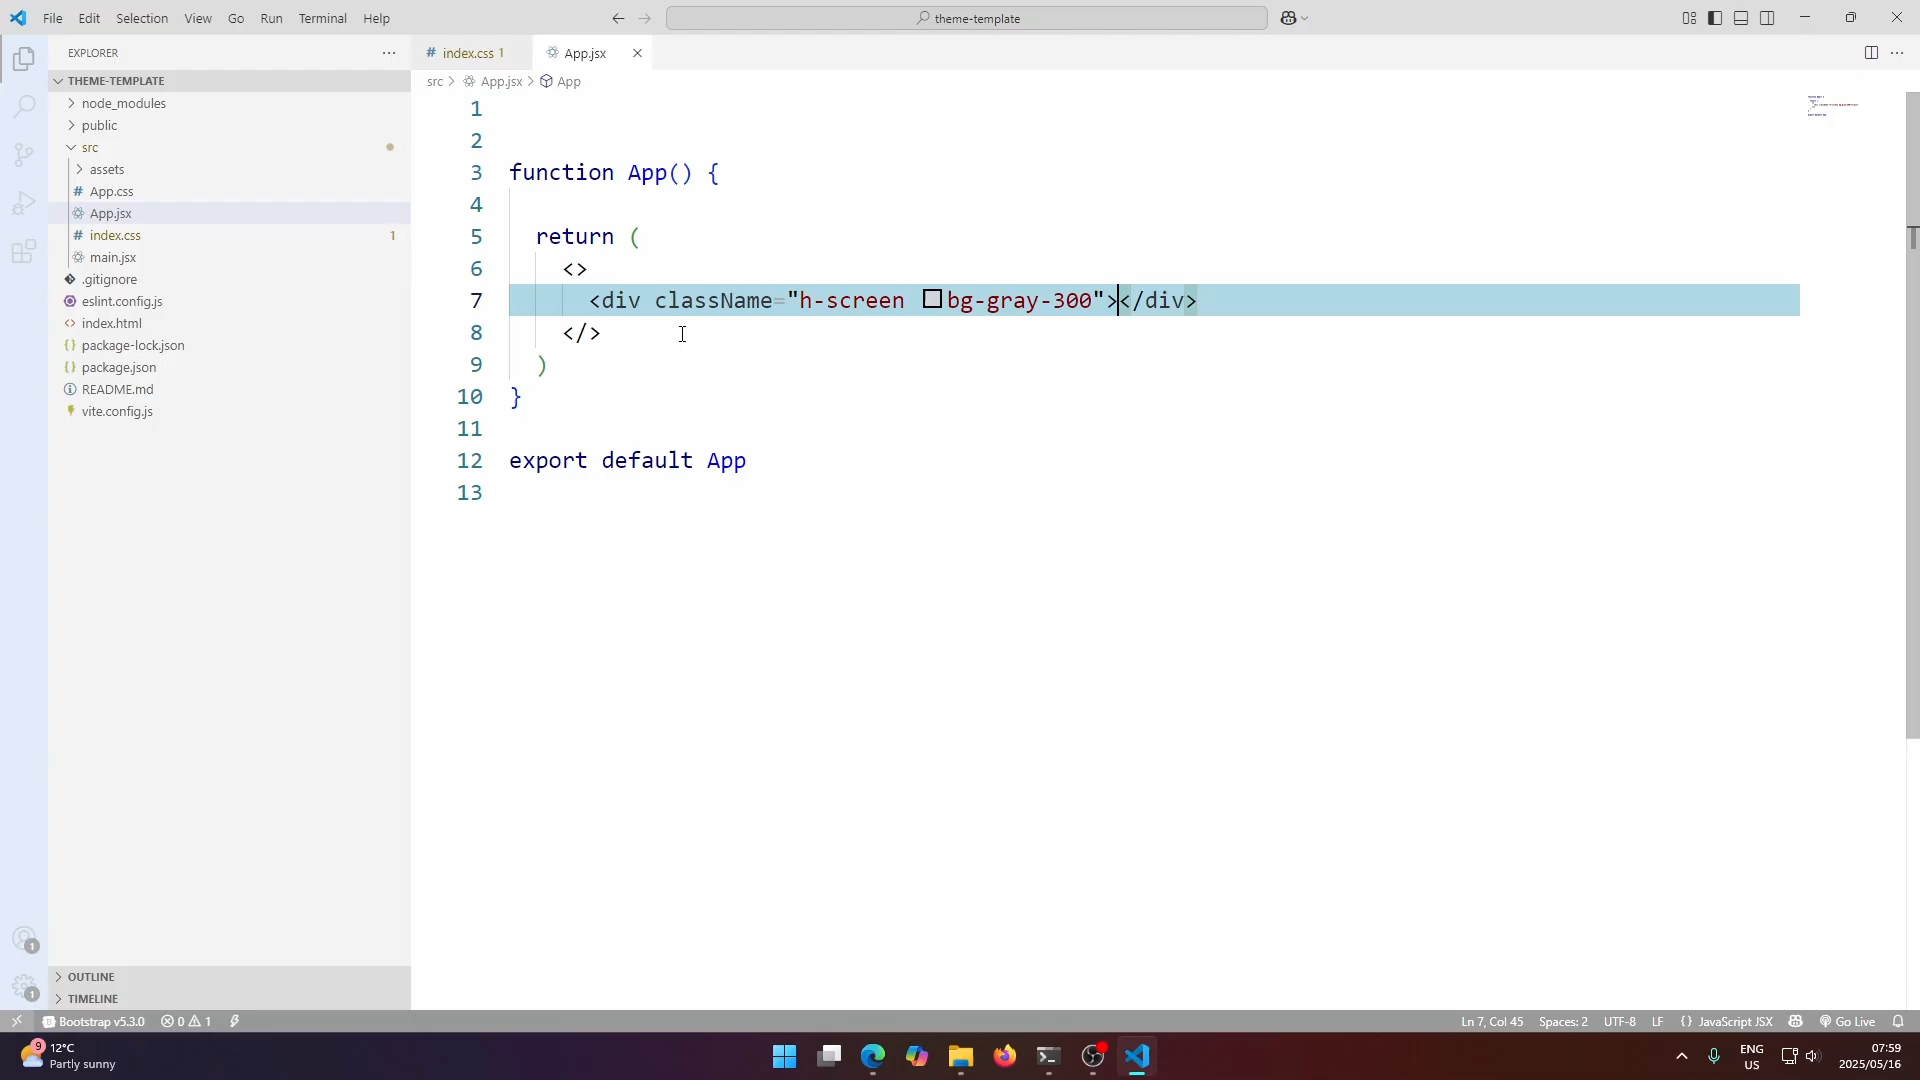 File Edit Selection View Go Run Terminal Help
theme-template
EXPLORER
THEME-TEMPLATE
node_modules
public
src
assets
App.css
App.jsx
index.css 1
main.jsx
.gitignore
eslint.config.js
index.html
package-lock.json
package.json
README.md
vite.config.js
OUTLINE
TIMELINE
index.css 1 App.jsx
src > App.jsx > App
1
2
3 function App() {
4
5 return (
6 <>
7 <div className="h-screen bg-gray-300"></div>
8 </>
9 )
10 }
11
12 export default App
13
1
1
Bootstrap v5.3.0 0 1 Ln 7, Col 45 Spaces: 2 UTF-8 LF {} JavaScript JSX Go Live
9
12°C
Partly sunny
ENG
US
07:59
2025/05/16